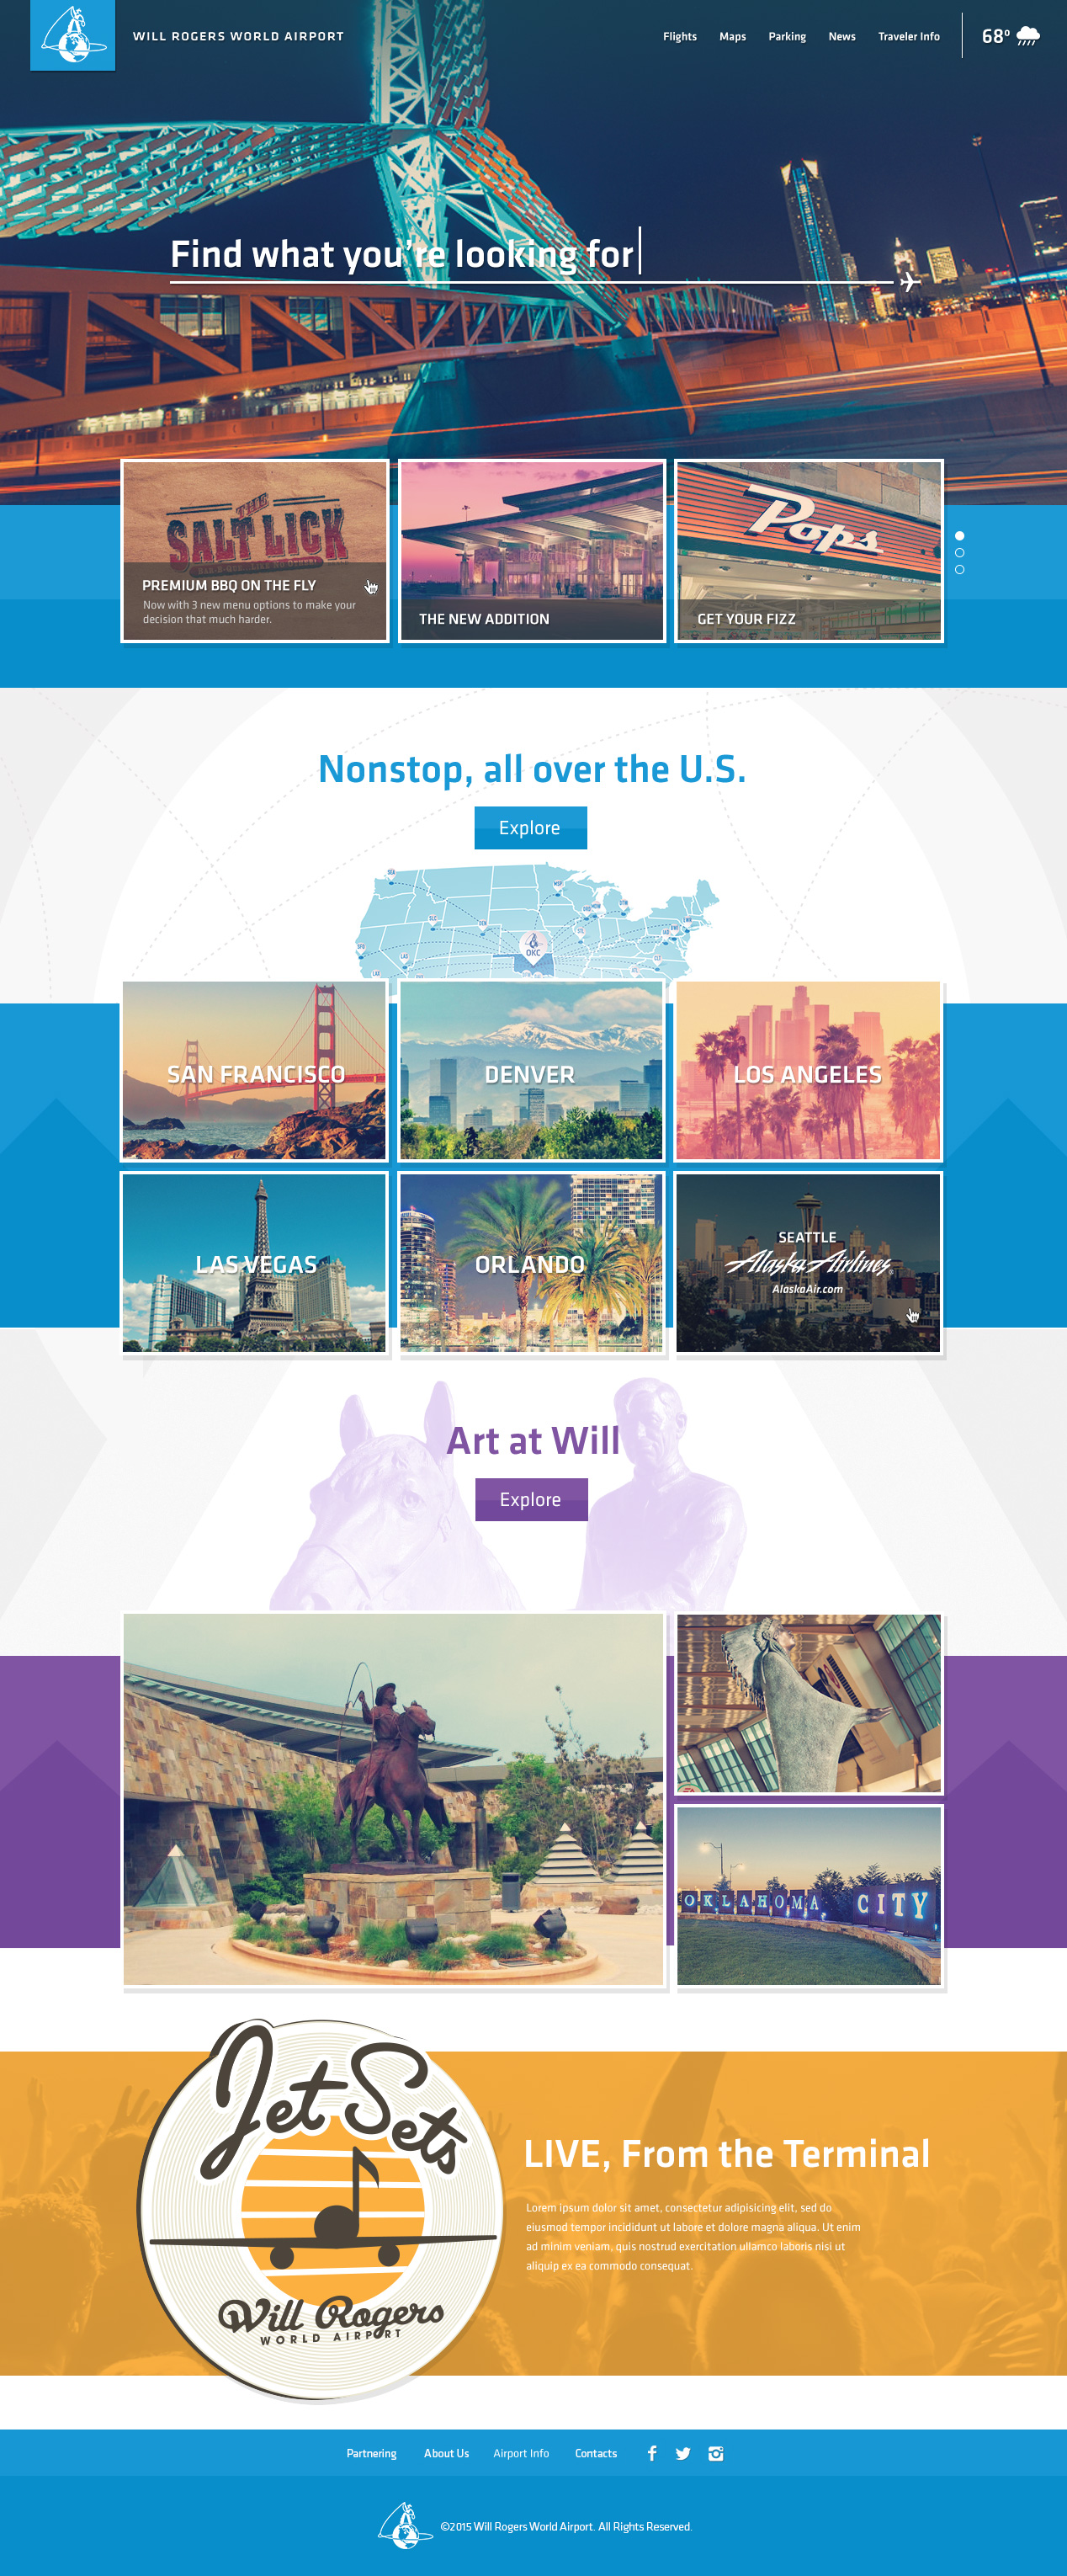 WILL ROGERS WORLD AIRPORT
Flights Maps Parking News Traveler Info 68°
Find what you're looking for
THE
SALT LICK
PREMIUM BBQ ON THE FLY
Now with 3 new menu options to make your
decision that much harder.
THE NEW ADDITION
Pops
GET YOUR FIZZ
Nonstop, all over the U.S.
Explore
OKC
SAN FRANCISCO
DENVER
LOS ANGELES
LAS VEGAS
ORLANDO
SEATTLE
Alaska Airlines
AlaskaAir.com
Art at Will
Explore
OKLAHOMA CITY
Jet Sets
Will Rogers
WORLD AIRPORT
LIVE, From the Terminal
Lorem ipsum dolor sit amet, consectetur adipisicing elit, sed do
eiusmod tempor incididunt ut labore et dolore magna aliqua. Ut enim
ad minim veniam, quis nostrud exercitation ullamco laboris nisi ut
aliquip ex ea commodo consequat.
Partnering About Us Airport Info Contacts
©2015 Will Rogers World Airport. All Rights Reserved.